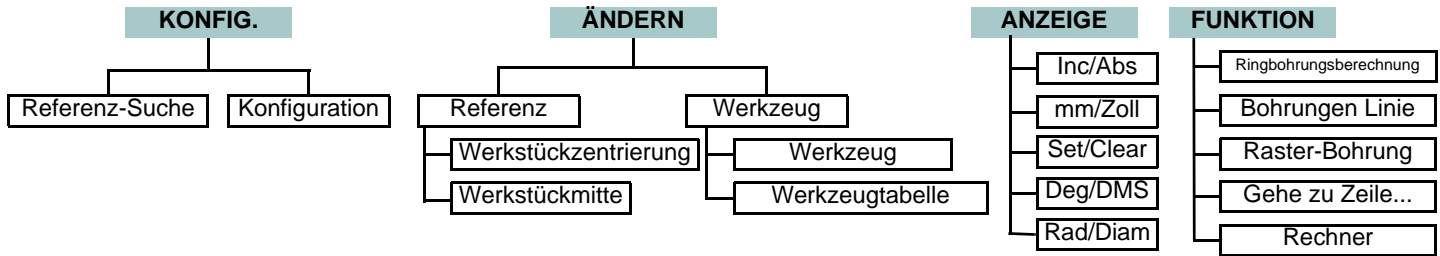 KONFIG.
Referenz-Suche
Konfiguration
ÄNDERN
Referenz
Werkstückzentrierung
Werkstückmitte
Werkzeug
Werkzeug
Werkzeugtabelle
ANZEIGE
Inc/Abs
mm/Zoll
Set/Clear
Deg/DMS
Rad/Diam
FUNKTION
Ringbohrungsberechnung
Bohrungen Linie
Raster-Bohrung
Gehe zu Zeile...
Rechner